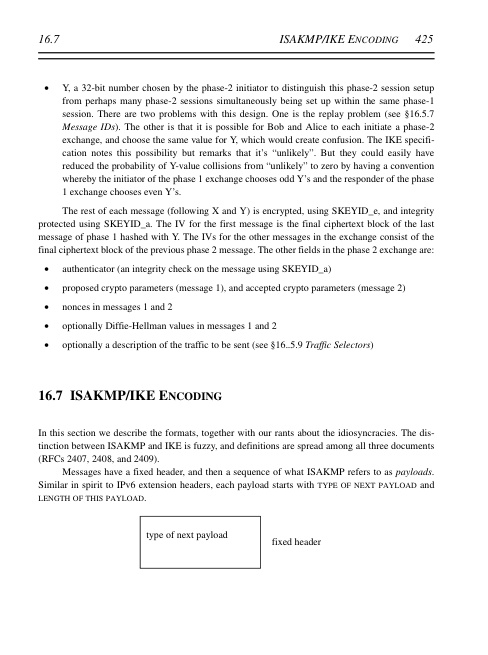 16.7 ISAKMP/IKE ENCODING 425
• Y, a 32-bit number chosen by the phase-2 initiator to distinguish this phase-2 session setup
from perhaps many phase-2 sessions simultaneously being set up within the same phase-1
session. There are two problems with this design. One is the replay problem (see §16.5.7
Message IDs). The other is that it is possible for Bob and Alice to each initiate a phase-2
exchange, and choose the same value for Y, which would create confusion. The IKE specifi-
cation notes this possibility but remarks that it's “unlikely”. But they could easily have
reduced the probability of Y-value collisions from “unlikely” to zero by having a convention
whereby the initiator of the phase 1 exchange chooses odd Y's and the responder of the phase
1 exchange chooses even Y's.
The rest of each message (following X and Y) is encrypted, using SKEYID_e, and integrity
protected using SKEYID_a. The IV for the first message is the final ciphertext block of the last
message of phase 1 hashed with Y. The IVs for the other messages in the exchange consist of the
final ciphertext block of the previous phase 2 message. The other fields in the phase 2 exchange are:
• authenticator (an integrity check on the message using SKEYID_a)
• proposed crypto parameters (message 1), and accepted crypto parameters (message 2)
• nonces in messages 1 and 2
• optionally Diffie-Hellman values in messages 1 and 2
• optionally a description of the traffic to be sent (see §16..5.9 Traffic Selectors)
16.7 ISAKMP/IKE ENCODING
In this section we describe the formats, together with our rants about the idiosyncracies. The dis-
tinction between ISAKMP and IKE is fuzzy, and definitions are spread among all three documents
(RFCs 2407, 2408, and 2409).
Messages have a fixed header, and then a sequence of what ISAKMP refers to as payloads.
Similar in spirit to IPv6 extension headers, each payload starts with TYPE OF NEXT PAYLOAD and
LENGTH OF THIS PAYLOAD.
type of next payload
fixed header